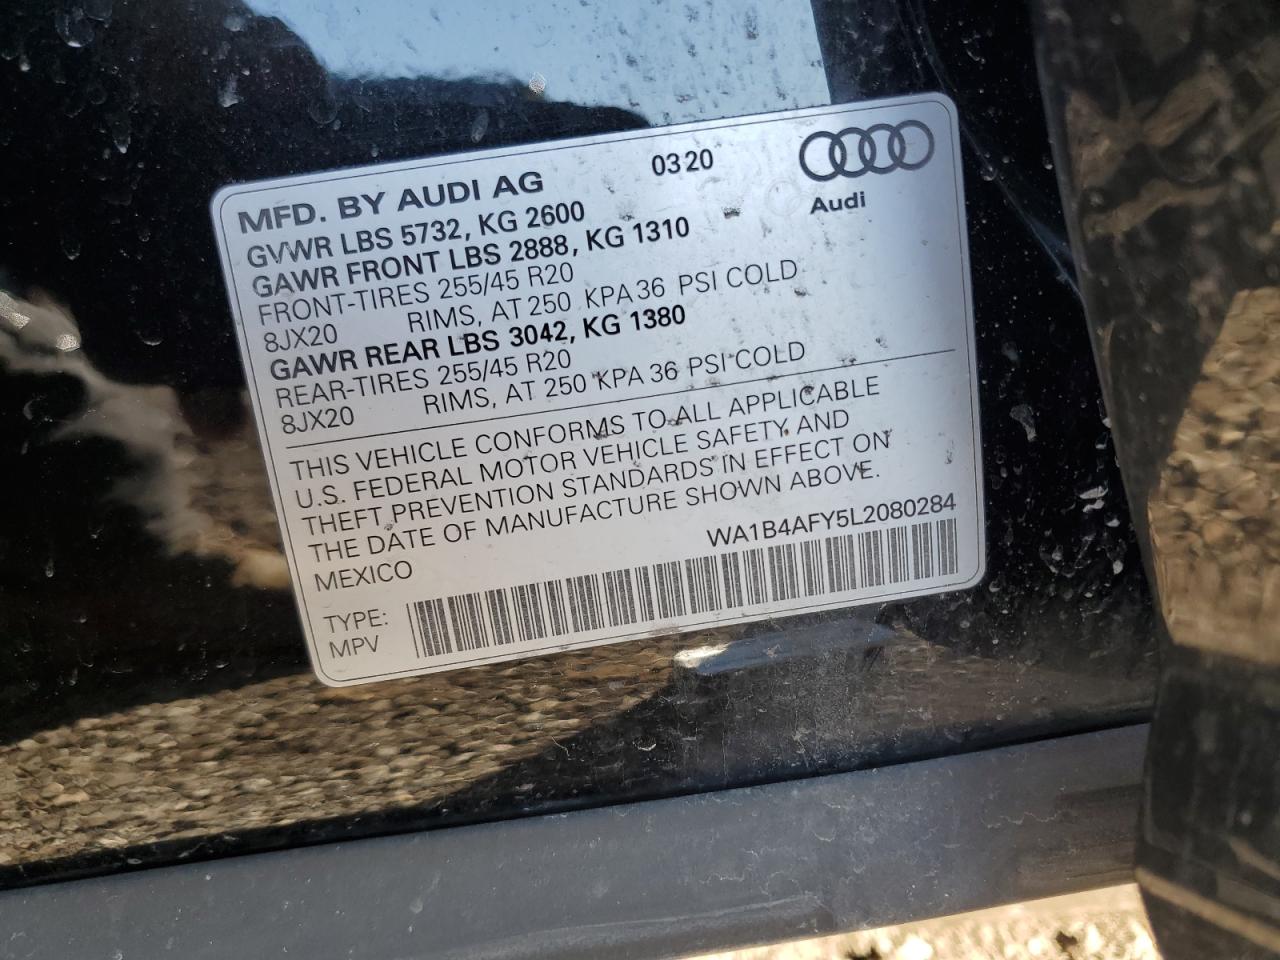 03 20
Audi
MFD. BY AUDI AG
GVWR LBS 5732, KG 2600
GAWR FRONT LBS 2888, KG 1310
FRONT-TIRES 255/45 R20
8JX20 RIMS, AT 250 KPA 36 PSI COLD
GAWR REAR LBS 3042, KG 1380
REAR-TIRES 255/45 R20
8JX20 RIMS, AT 250 KPA 36 PSI COLD
THIS VEHICLE CONFORMS TO ALL APPLICABLE
U.S. FEDERAL MOTOR VEHICLE SAFETY AND
THEFT PREVENTION STANDARDS IN EFFECT ON
THE DATE OF MANUFACTURE SHOWN ABOVE.
MEXICO
WA1B4AFY5L2080284
TYPE:
MPV